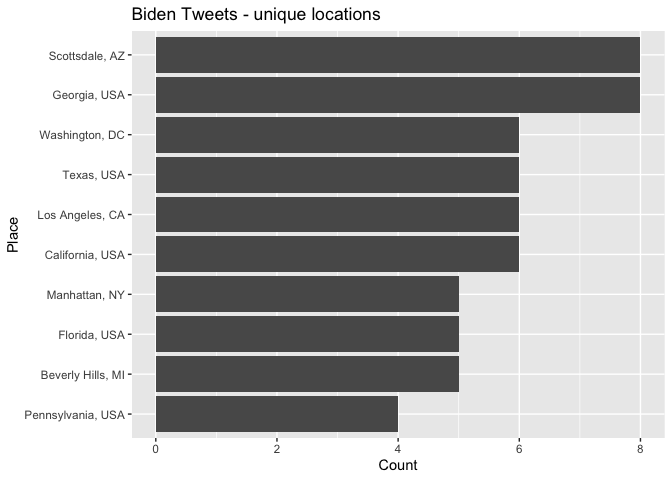 Biden Tweets - unique locations
Place
Scottsdale, AZ
Georgia, USA
Washington, DC
Texas, USA
Los Angeles, CA
California, USA
Manhattan, NY
Florida, USA
Beverly Hills, MI
Pennsylvania, USA
0 2 4 6 8
Count